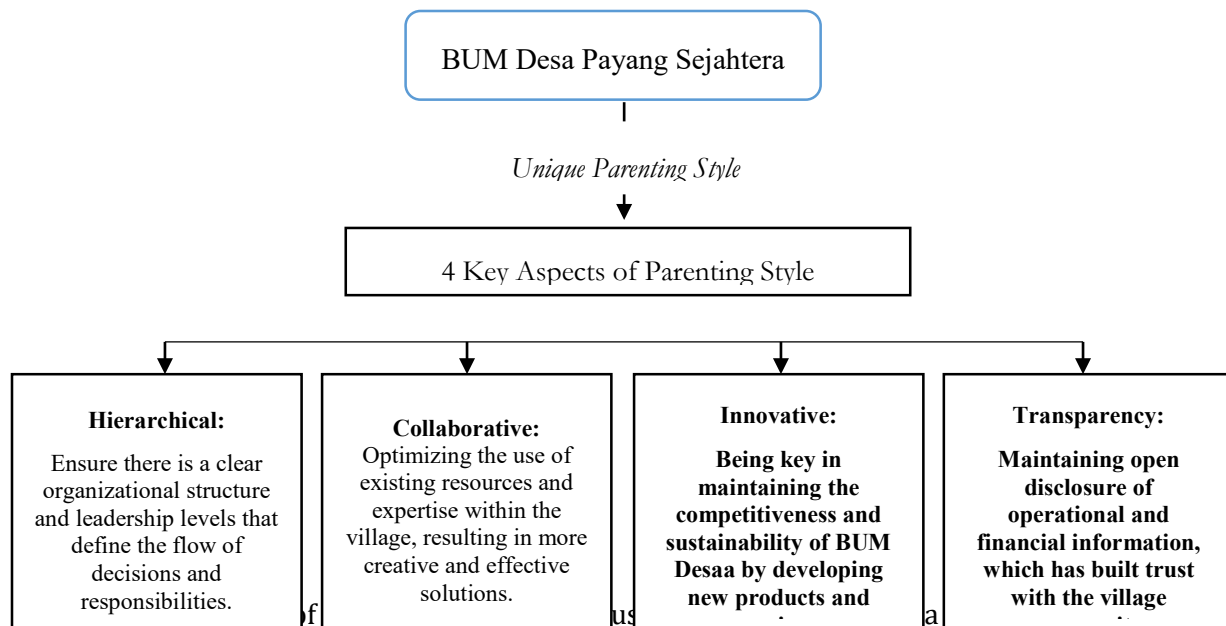 BUM Desa Payang Sejahtera
Unique Parenting Style
4 Key Aspects of Parenting Style
Hierarchical:
Ensure there is a clear
organizational structure
and leadership levels that
define the flow of
decisions and
responsibilities.
Collaborative:
Optimizing the use of
existing resources and
expertise within the
village, resulting in more
creative and effective
solutions.
Innovative:
Being key in
maintaining the
competitiveness and
sustainability of BUM
Desaa by developing
new products and
Transparency:
Maintaining open
disclosure of
operational and
financial information,
which has built trust
with the village